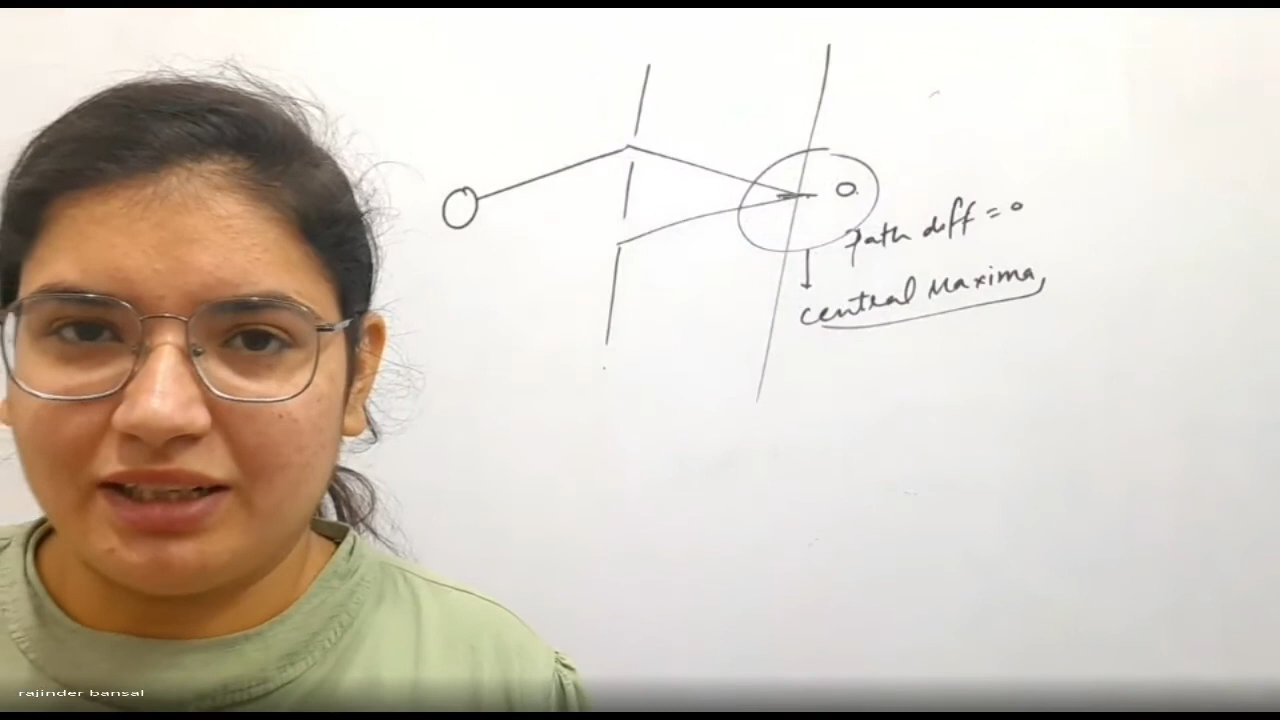 o
Path diff = 0
central Maxima
rajinder bansal